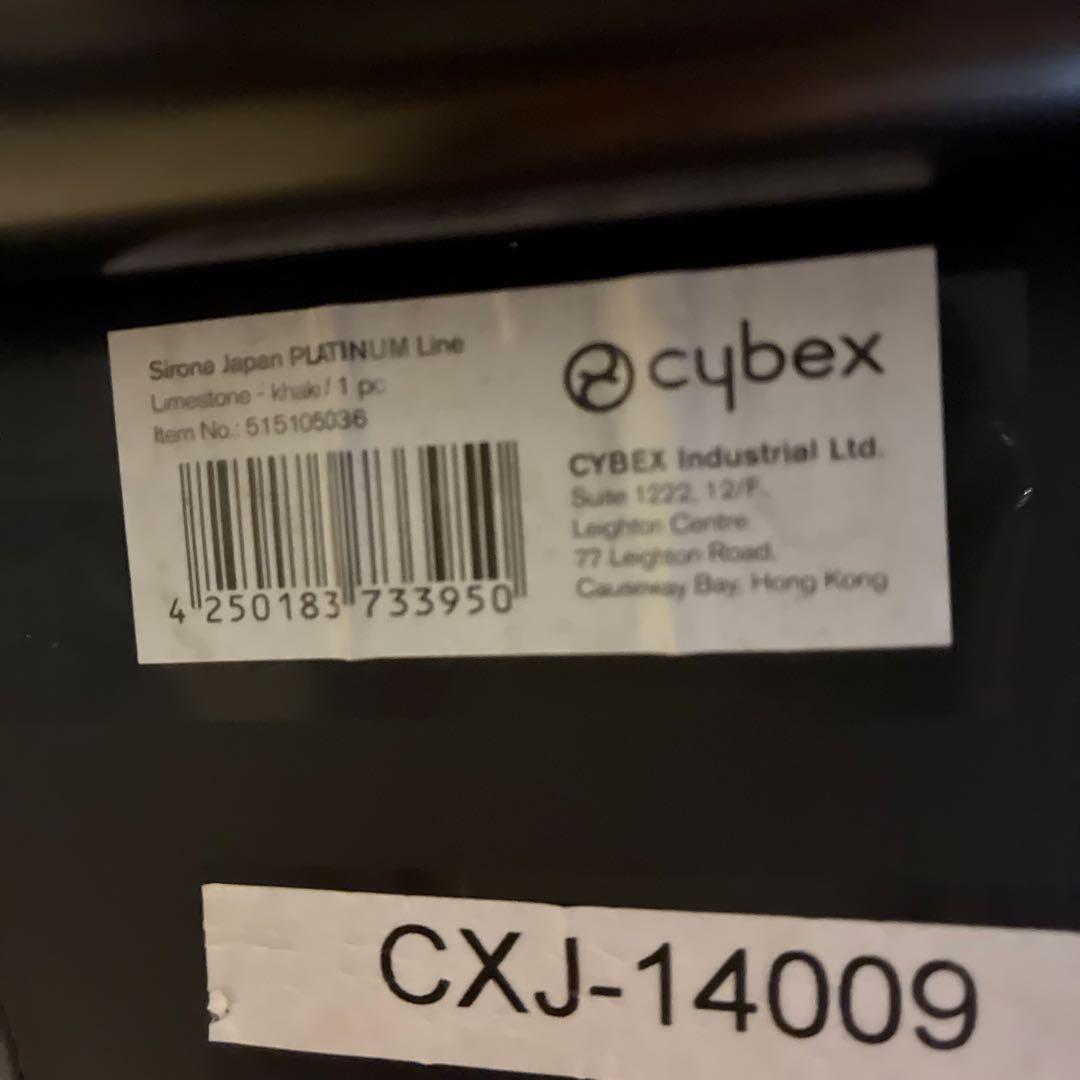 Sirona Japan PLATINUM Line
Limestone - khaki / 1 pc
Item No.: 515105036
4 250183 733950
cybex
CYBEX Industrial Ltd.
Suite 1222, 12/F.
Leighton Centre
77 Leighton Road,
Causeway Bay, Hong Kong
CXJ-14009